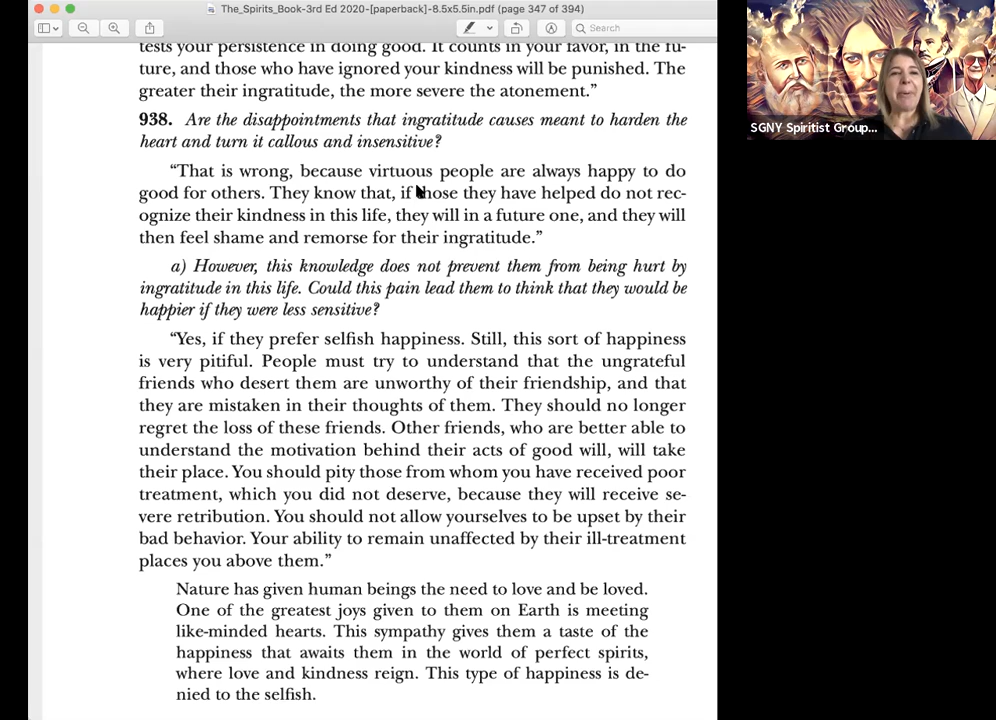 The_Spirits_Book-3rd Ed 2020-[paperback]-8.5x5.5in.pdf (page 347 of 394)
Search
tests your persistence in doing good. It counts in your favor, in the fu-
ture, and those who have ignored your kindness will be punished. The
greater their ingratitude, the more severe the atonement.”
938. Are the disappointments that ingratitude causes meant to harden the
heart and turn it callous and insensitive?
“That is wrong, because virtuous people are always happy to do
good for others. They know that, if those they have helped do not rec-
ognize their kindness in this life, they will in a future one, and they will
then feel shame and remorse for their ingratitude.”
a) However, this knowledge does not prevent them from being hurt by
ingratitude in this life. Could this pain lead them to think that they would be
happier if they were less sensitive?
“Yes, if they prefer selfish happiness. Still, this sort of happiness
is very pitiful. People must try to understand that the ungrateful
friends who desert them are unworthy of their friendship, and that
they are mistaken in their thoughts of them. They should no longer
regret the loss of these friends. Other friends, who are better able to
understand the motivation behind their acts of good will, will take
their place. You should pity those from whom you have received poor
treatment, which you did not deserve, because they will receive se-
vere retribution. You should not allow yourselves to be upset by their
bad behavior. Your ability to remain unaffected by their ill-treatment
places you above them.”
Nature has given human beings the need to love and be loved.
One of the greatest joys given to them on Earth is meeting
like-minded hearts. This sympathy gives them a taste of the
happiness that awaits them in the world of perfect spirits,
where love and kindness reign. This type of happiness is de-
nied to the selfish.
SGNY Spiritist Group...